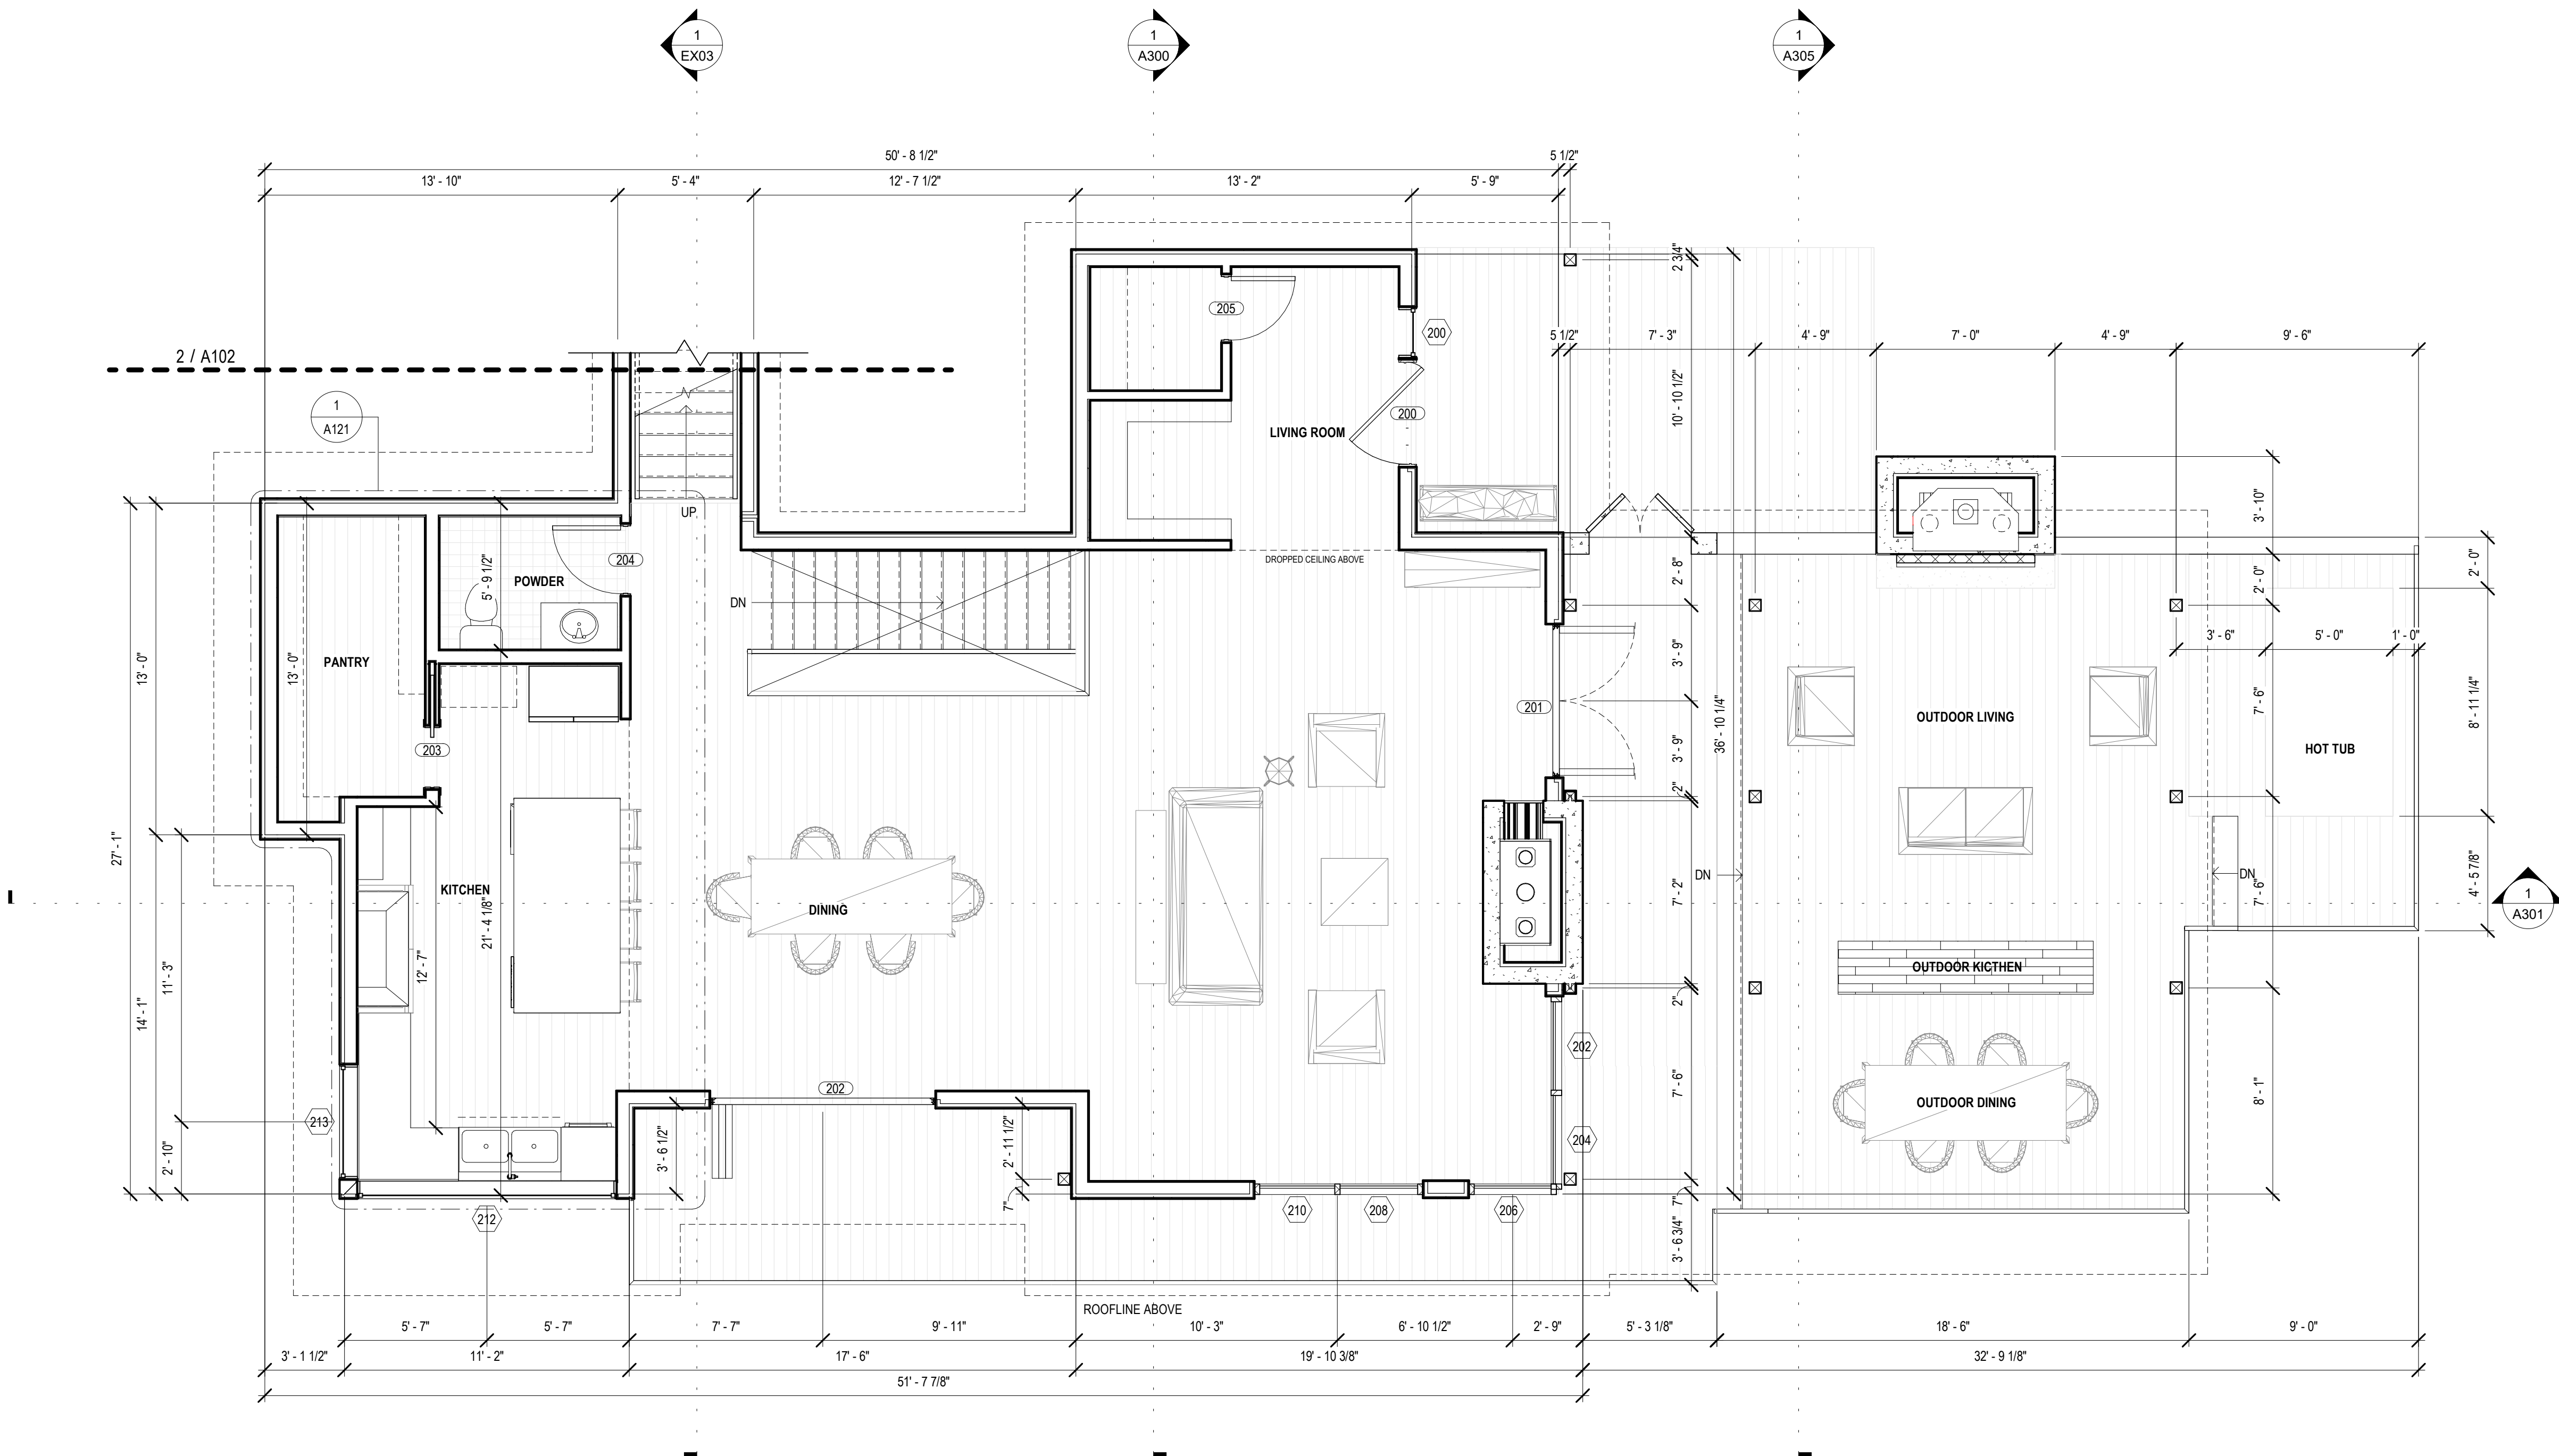 1
EX03
1
A300
1
A305
50' - 8 1/2"
5 1/2"
13' - 10"
5' - 4"
12' - 7 1/2"
13' - 2"
5' - 9"
2 3/4"
205
200
5 1/2"
7' - 3"
4' - 9"
7' - 0"
4' - 9"
9' - 6"
2 / A102
1
A121
200
10' - 10 1/2"
LIVING ROOM
UP
3' - 10"
204
DROPPED CEILING ABOVE
2' - 8"
2' - 0"
2' - 0"
POWDER
5' - 9 1/2"
DN
3' - 6"
5' - 0"
1' - 0"
PANTRY
13' - 0"
13' - 0"
3' - 9"
7' - 6"
8' - 11 1/4"
201
36' - 10 1/4"
OUTDOOR LIVING
203
3' - 9"
HOT TUB
2"
27' - 1"
KITCHEN
DINING
DN
DN
7' - 2"
7' - 6"
4' - 5 7/8"
1
A301
21' - 4 1/8"
12' - 7"
11' - 3"
14' - 1"
OUTDOOR KICTHEN
2"
202
7' - 6"
202
8' - 1"
OUTDOOR DINING
213
204
2' - 10"
3' - 6 1/2"
2' - 11 1/2"
7"
7"
212
210
208
206
3' - 6 3/4"
ROOFLINE ABOVE
5' - 7"
5' - 7"
7' - 7"
9' - 11"
10' - 3"
6' - 10 1/2"
2' - 9"
5' - 3 1/8"
18' - 6"
9' - 0"
3' - 1 1/2"
11' - 2"
17' - 6"
19' - 10 3/8"
32' - 9 1/8"
51' - 7 7/8"